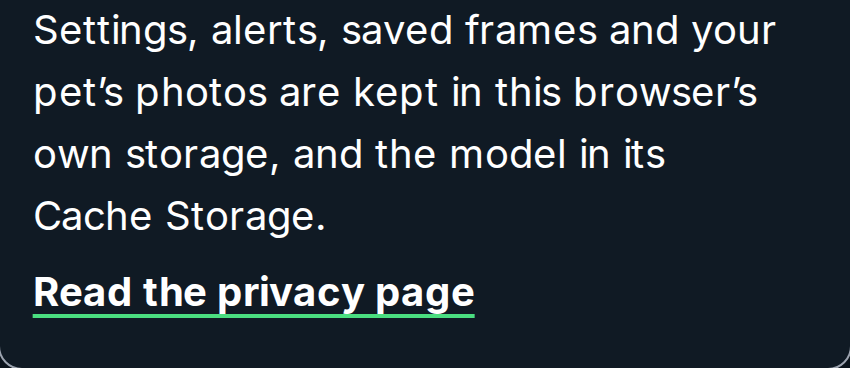 Settings, alerts, saved frames and your
pet’s photos are kept in this browser’s
own storage, and the model in its
Cache Storage.
Read the privacy page